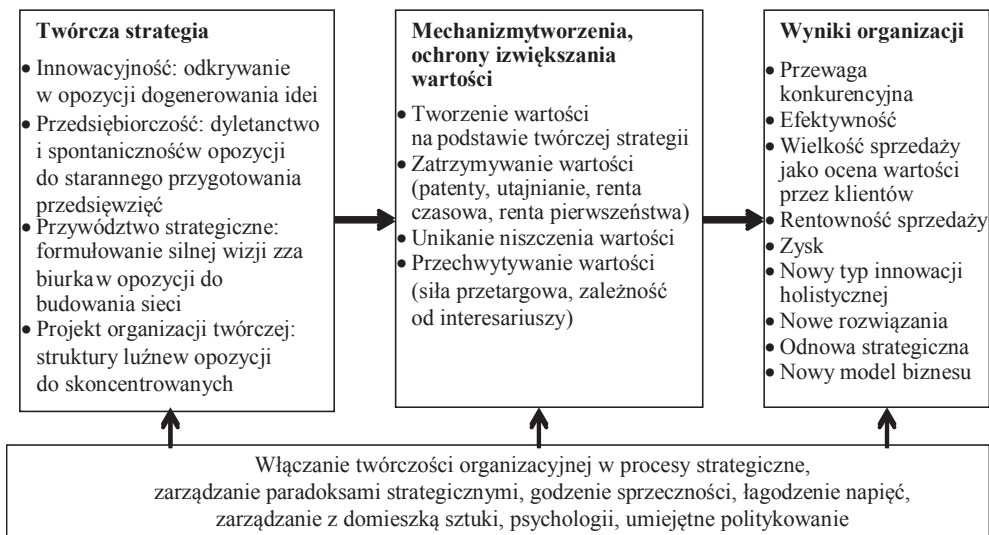 Twórcza strategia
• Innowacyjność: odkrywanie
w opozycji dogenerowania idei
• Przedsiębiorczość: dyletanctwo
i spontanicznośćw opozycji
do starannego przygotowania
przedsięwzięć
• Przywództwo strategiczne:
formułowanie silnej wizji zza
biurkaw opozycji do
budowania sieci
• Projekt organizacji twórczej:
struktury luźnew opozycji
do skoncentrowanych
Mechanizmytworzenia,
ochrony izwiększania
wartości
• Tworzenie wartości
na podstawie twórczej strategii
• Zatrzymywanie wartości
(patenty, utajnianie, renta
czasowa, renta pierwszeństwa)
• Unikanie niszczenia wartości
• Przechwytywanie wartości
(siła przetargowa, zależność
od interesariuszy)
Wyniki organizacji
• Przewaga
konkurencyjna
• Efektywność
• Wielkość sprzedaży
jako ocena wartości
przez klientów
• Rentowność sprzedaży
• Zysk
• Nowy typ innowacji
holistycznej
• Nowe rozwiązania
• Odnowa strategiczna
• Nowy model biznesu
Włączanie twórczości organizacyjnej w procesy strategiczne,
zarządzanie paradoksami strategicznymi, godzenie sprzeczności, łagodzenie napięć,
zarządzanie z domieszką sztuki, psychologii, umiejętne politykowanie